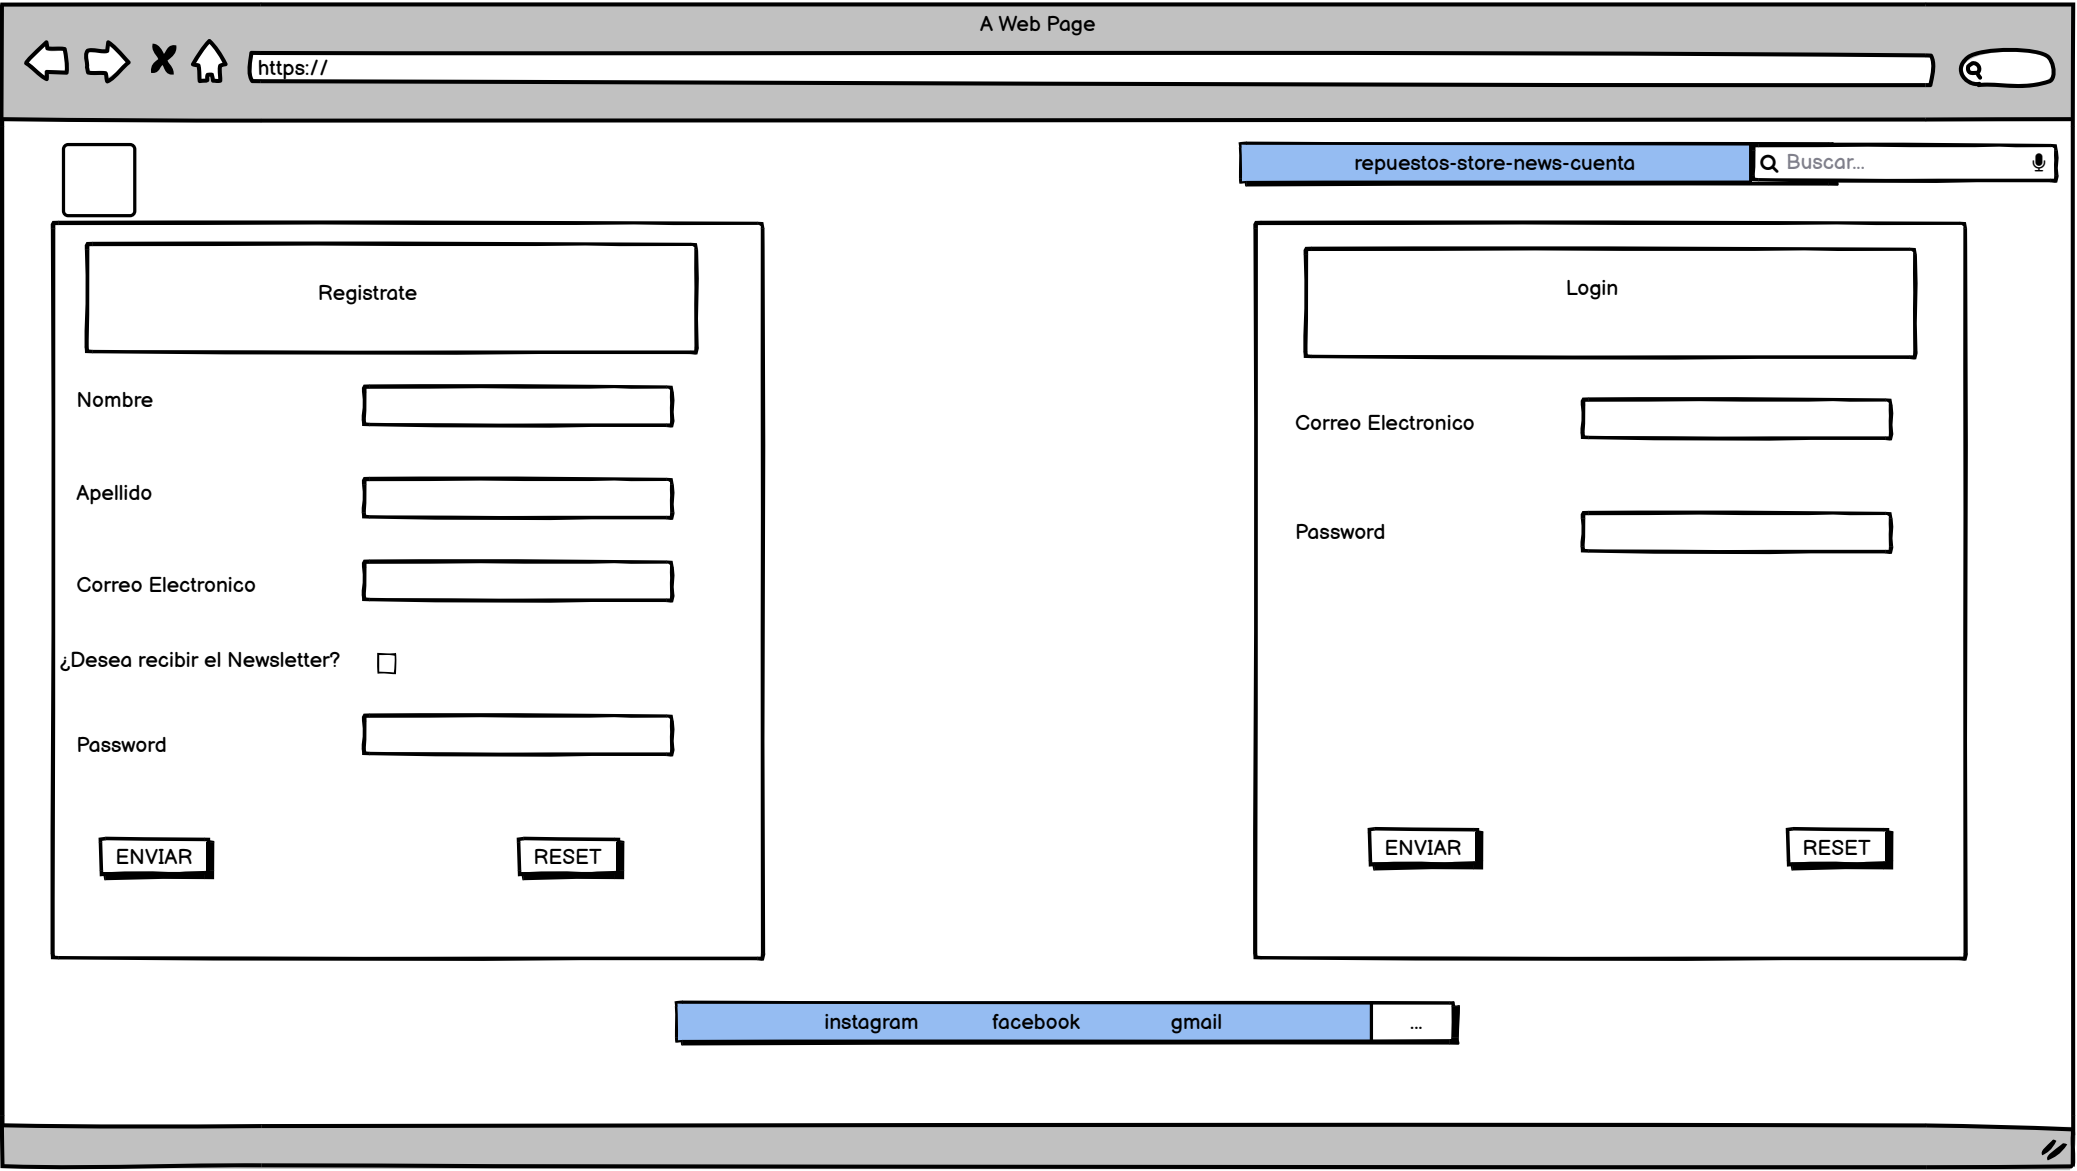 A Web Page
https://
repuestos-store-news-cuenta
Buscar...
Registrate
Nombre
Apellido
Correo Electronico
¿Desea recibir el Newsletter?
Password
ENVIAR
RESET
Login
Correo Electronico
Password
ENVIAR
RESET
instagram facebook gmail ...